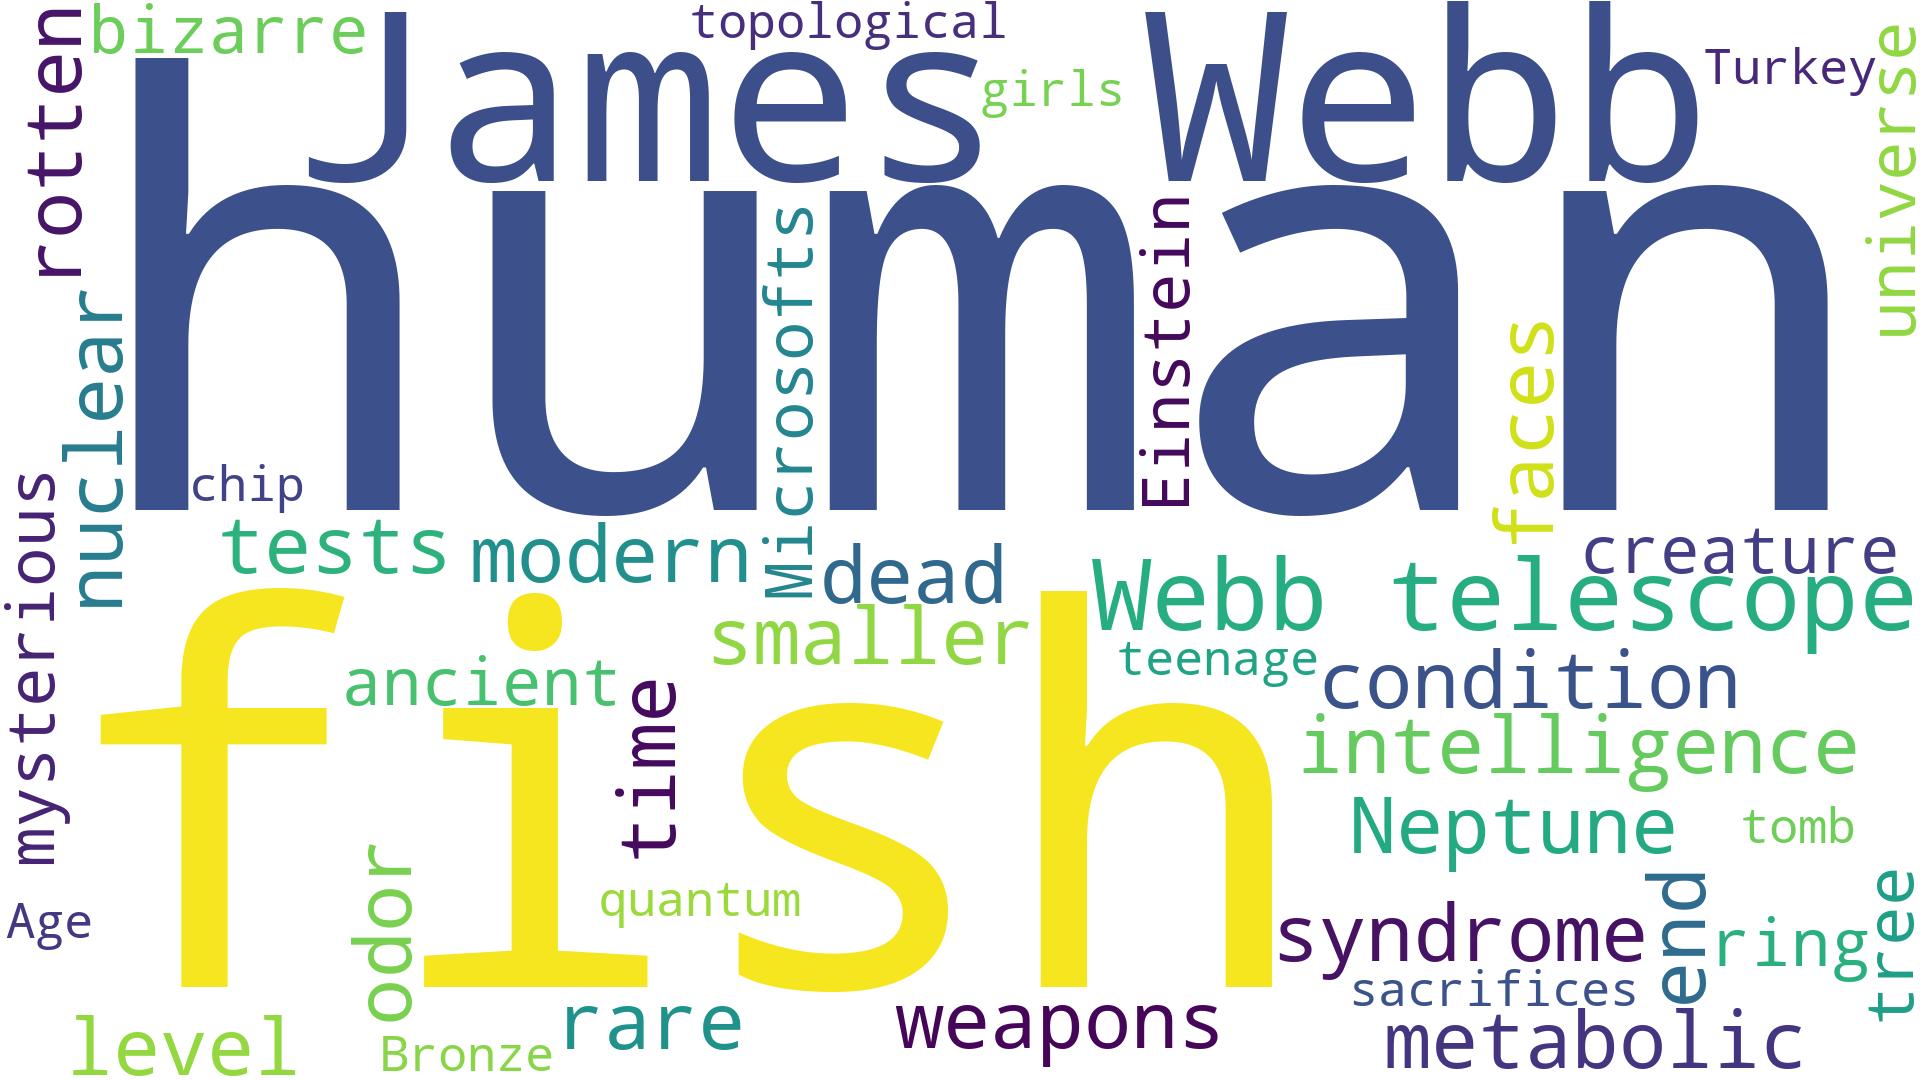 rotten
bizarre
James Webb
topological
girls
Turkey
universe
human
nuclear
Microsofts
Einstein
faces
chip
mysterious
tests
modern
dead
creature
Webb telescope
smaller
teenage
ancient
condition
time
fish
intelligence
Neptune
tomb
odor
quantum
Age
syndrome
end
ring
tree
sacrifices
level
Bronze
rare
weapons
metabolic